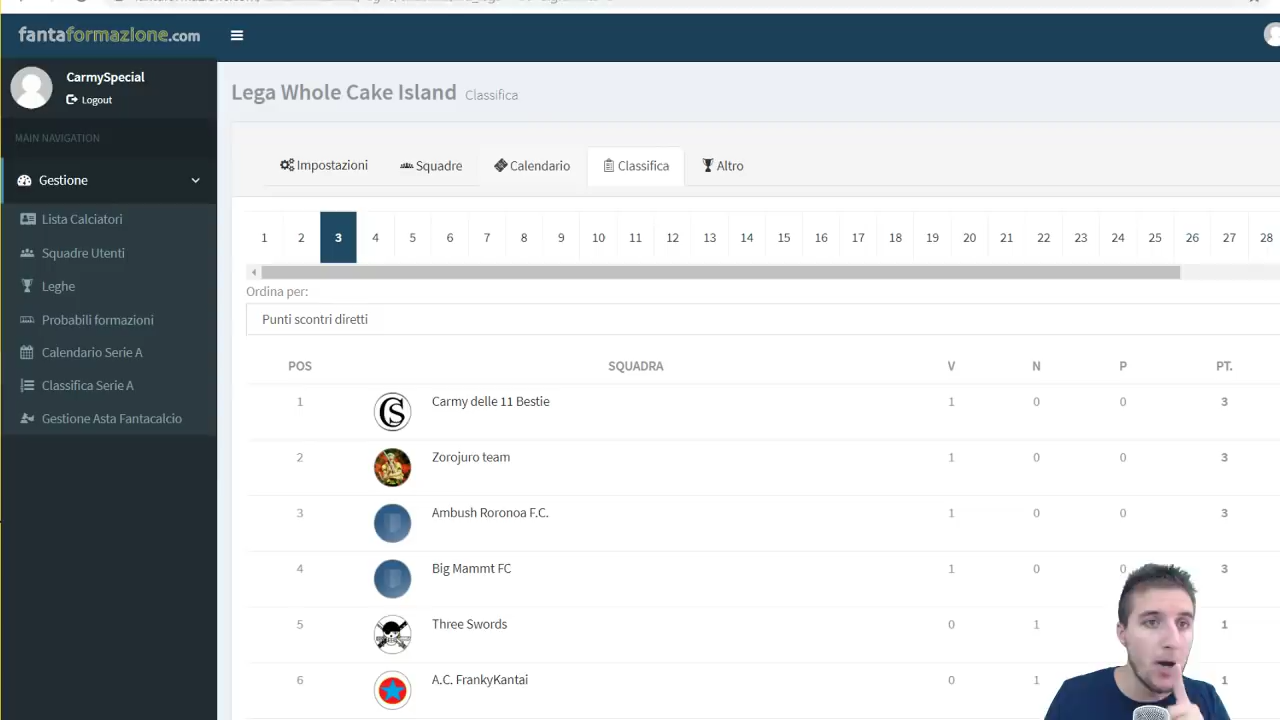 fantaformazione.com
CarmySpecial
Logout
MAIN NAVIGATION
Gestione
Lista Calciatori
Squadre Utenti
Leghe
Probabili formazioni
Calendario Serie A
Classifica Serie A
Gestione Asta Fantacalcio
Lega Whole Cake Island Classifica
Impostazioni Squadre Calendario Classifica Altro
1 2 3 4 5 6 7 8 9 10 11 12 13 14 15 16 17 18 19 20 21 22 23 24 25 26 27 28
Ordina per:
Punti scontri diretti
POS SQUADRA V N P PT.
1 CS Carmy delle 11 Bestie 1 0 0 3
2 Zorojuro team 1 0 0 3
3 Ambush Roronoa F.C. 1 0 0 3
4 Big Mammt FC 1 0 0 3
5 Three Swords 0 1 1
6 A.C. FrankyKantai 0 1 1